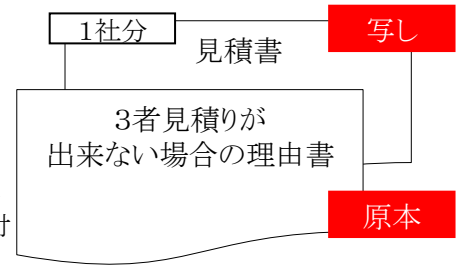 1社分
写し
見積書
3者見積りが
出来ない場合の理由書
原本